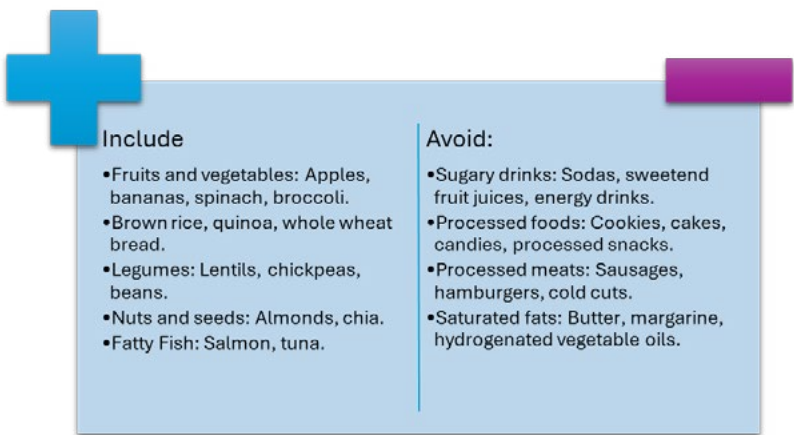 Include
•Fruits and vegetables: Apples,
bananas, spinach, broccoli.
•Brown rice, quinoa, whole wheat
bread.
•Legumes: Lentils, chickpeas,
beans.
•Nuts and seeds: Almonds, chia.
•Fatty Fish: Salmon, tuna.
Avoid:
•Sugary drinks: Sodas, sweetend
fruit juices, energy drinks.
•Processed foods: Cookies, cakes,
candies, processed snacks.
•Processed meats: Sausages,
hamburgers, cold cuts.
•Saturated fats: Butter, margarine,
hydrogenated vegetable oils.